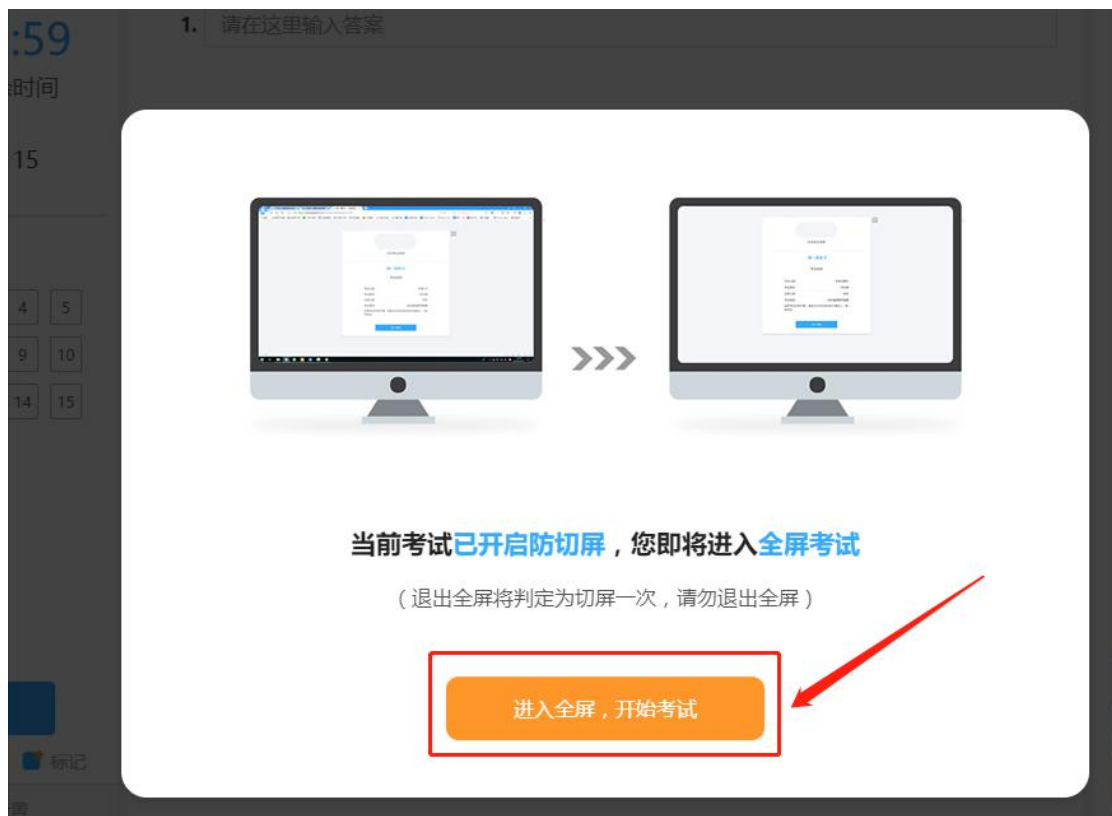 :59
1. 请在这里输入答案
时间
15
4 5
9 10
14 15
当前考试已开启防切屏，您即将进入全屏考试
（退出全屏将判定为切屏一次，请勿退出全屏）
进入全屏，开始考试
标记